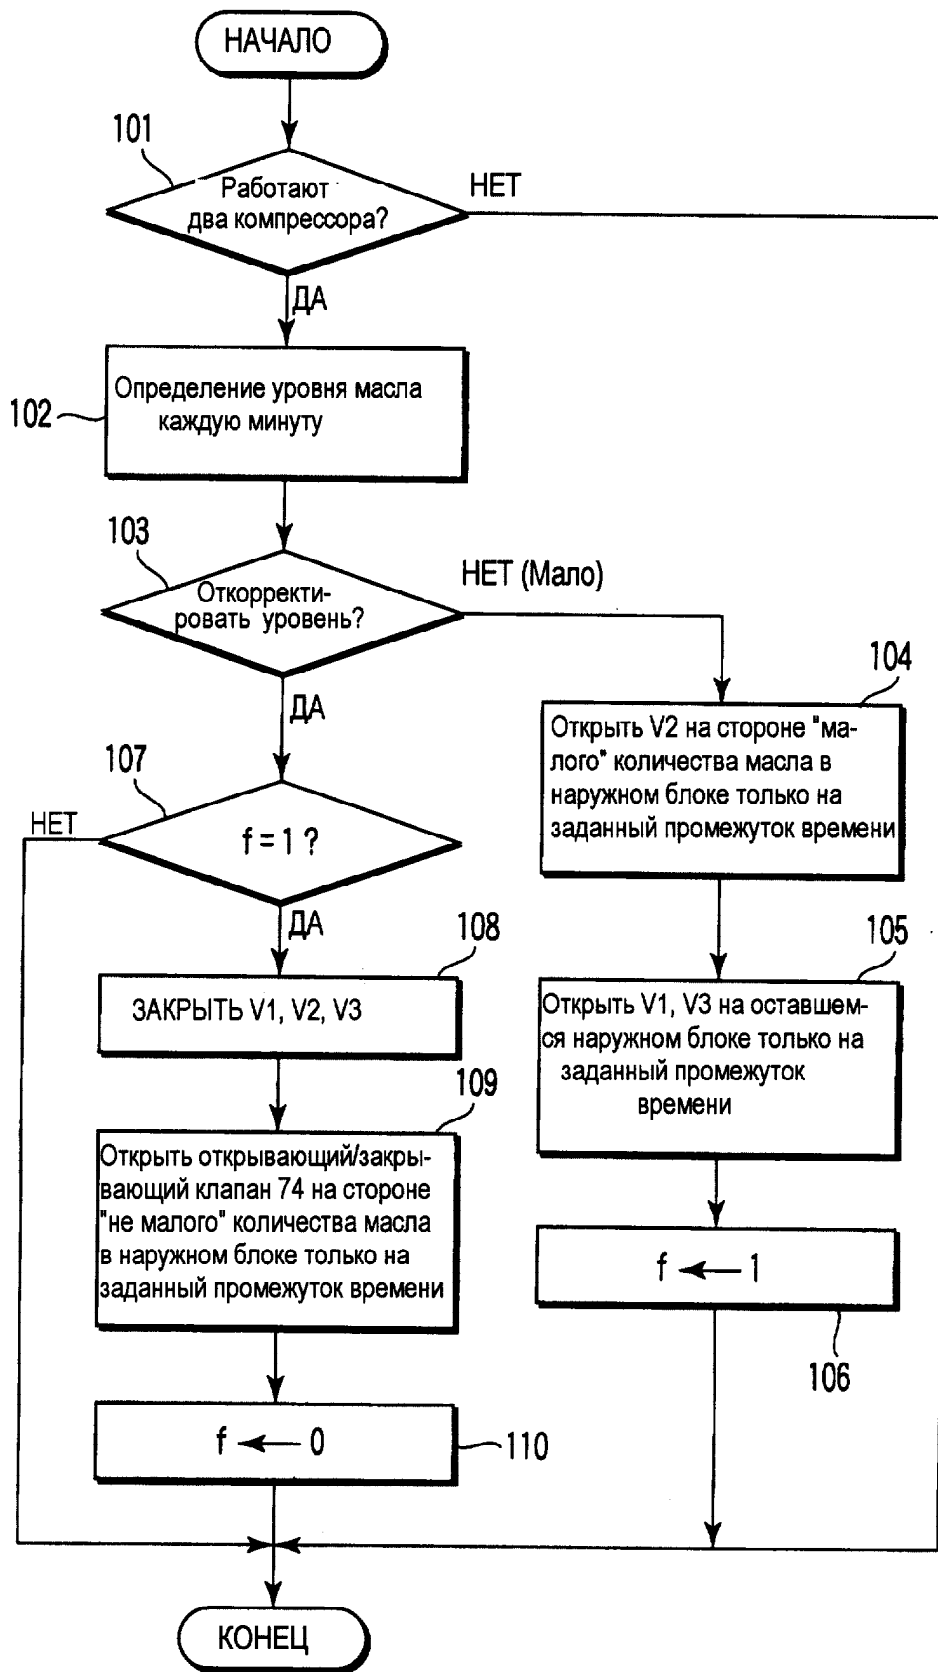 НАЧАЛО
101
Работают
два компрессора?
НЕТ
ДА
102
Определение уровня масла
каждую минуту
103
Откорректи-
ровать уровень?
НЕТ (Мало)
ДА
104
Открыть V2 на стороне "ма-
лого" количества масла в
наружном блоке только на
заданный промежуток времени
107
НЕТ
f = 1 ?
ДА
105
Открыть V1, V3 на оставшем-
ся наружном блоке только на
заданный промежуток
времени
108
ЗАКРЫТЬ V1, V2, V3
109
Открыть открывающий/закры-
вающий клапан 74 на стороне
"не малого" количества масла
в наружном блоке только на
заданный промежуток времени
f ← 1
106
f ← 0
110
КОНЕЦ